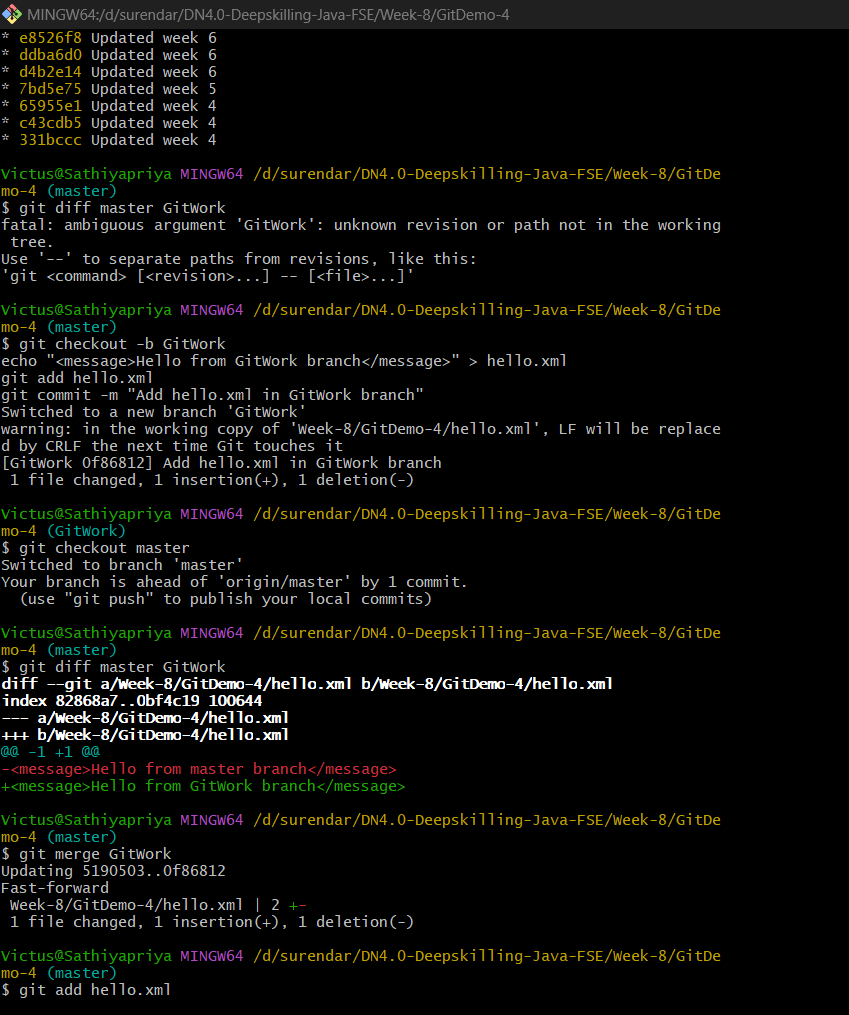 MINGW64:/d/surendar/DN4.0-Deepskilling-Java-FSE/Week-8/GitDemo-4
* e8526f8 Updated week 6
* ddba6d0 Updated week 6
* d4b2e14 Updated week 6
* 7bd5e75 Updated week 5
* 65955e1 Updated week 4
* c43cdb5 Updated week 4
* 331bccc Updated week 4
Victus@Sathiyapriya MINGW64 /d/surendar/DN4.0-Deepskilling-Java-FSE/Week-8/GitDe
mo-4 (master)
$ git diff master GitWork
fatal: ambiguous argument 'GitWork': unknown revision or path not in the working
 tree.
Use '--' to separate paths from revisions, like this:
'git <command> [<revision>...] -- [<file>...]'
Victus@Sathiyapriya MINGW64 /d/surendar/DN4.0-Deepskilling-Java-FSE/Week-8/GitDe
mo-4 (master)
$ git checkout -b GitWork
echo "<message>Hello from GitWork branch</message>" > hello.xml
git add hello.xml
git commit -m "Add hello.xml in GitWork branch"
Switched to a new branch 'GitWork'
warning: in the working copy of 'Week-8/GitDemo-4/hello.xml', LF will be replace
d by CRLF the next time Git touches it
[GitWork 0f86812] Add hello.xml in GitWork branch
 1 file changed, 1 insertion(+), 1 deletion(-)
Victus@Sathiyapriya MINGW64 /d/surendar/DN4.0-Deepskilling-Java-FSE/Week-8/GitDe
mo-4 (GitWork)
$ git checkout master
Switched to branch 'master'
Your branch is ahead of 'origin/master' by 1 commit.
  (use "git push" to publish your local commits)
Victus@Sathiyapriya MINGW64 /d/surendar/DN4.0-Deepskilling-Java-FSE/Week-8/GitDe
mo-4 (master)
$ git diff master GitWork
diff --git a/Week-8/GitDemo-4/hello.xml b/Week-8/GitDemo-4/hello.xml
index 82868a7..0bf4c19 100644
--- a/Week-8/GitDemo-4/hello.xml
+++ b/Week-8/GitDemo-4/hello.xml
@@ -1 +1 @@
-<message>Hello from master branch</message>
+<message>Hello from GitWork branch</message>
Victus@Sathiyapriya MINGW64 /d/surendar/DN4.0-Deepskilling-Java-FSE/Week-8/GitDe
mo-4 (master)
$ git merge GitWork
Updating 5190503..0f86812
Fast-forward
 Week-8/GitDemo-4/hello.xml | 2 +-
 1 file changed, 1 insertion(+), 1 deletion(-)
Victus@Sathiyapriya MINGW64 /d/surendar/DN4.0-Deepskilling-Java-FSE/Week-8/GitDe
mo-4 (master)
$ git add hello.xml